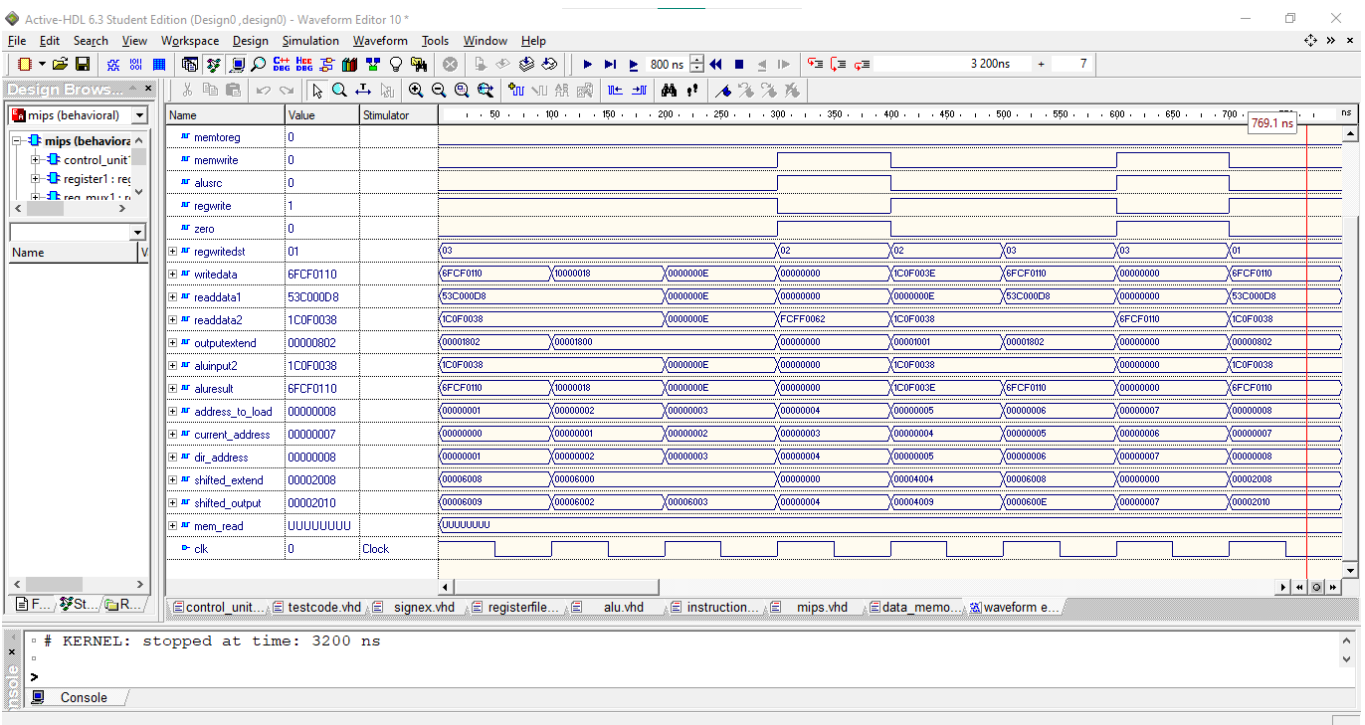 Active-HDL 6.3 Student Edition (Design0 ,design0) - Waveform Editor 10 *
File Edit Search View Workspace Design Simulation Waveform Tools Window Help
800 ns 3 200ns + 7
Design Brows...
mips (behavioral)
mips (behaviora
control_unit1
register1 : reg
Name V
Name Value Stimulator 50 100 150 200 250 300 350 400 450 500 550 600 650 700 ns
769.1 ns
memtoreg 0
memwrite 0
alusrc 0
regwrite 1
zero 0
regwritedst 01 03 02 02 03 03 01
writedata 6FCF0110 6FCF0110 10000018 0000000E 00000000 1C0F003E 6FCF0110 00000000 6FCF0110
readdata1 53C000D8 53C000D8 0000000E 00000000 0000000E 53C000D8 00000000 53C000D8
readdata2 1C0F0038 1C0F0038 0000000E FCFF0062 1C0F0038 6FCF0110 1C0F0038
outputextend 00000802 00001802 00001800 00000000 00001001 00001802 00000000 00000802
aluinput2 1C0F0038 1C0F0038 0000000E 00000000 1C0F0038 00000000 1C0F0038
aluresult 6FCF0110 6FCF0110 10000018 0000000E 00000000 1C0F003E 6FCF0110 00000000 6FCF0110
address_to_load 00000008 00000001 00000002 00000003 00000004 00000005 00000006 00000007 00000008
current_address 00000007 00000000 00000001 00000002 00000003 00000004 00000005 00000006 00000007
dir_address 00000008 00000001 00000002 00000003 00000004 00000005 00000006 00000007 00000008
shifted_extend 00002008 00006008 00006000 00000000 00004004 00006008 00000000 00002008
shifted_output 00002010 00006009 00006002 00006003 00000004 00004009 0000600E 00000007 00002010
mem_read UUUUUUUU UUUUUUUU
clk 0 Clock
F... St... R...
control_unit... testcode.vhd signex.vhd registerfile... alu.vhd instruction... mips.vhd data_memo... waveform e...
# KERNEL: stopped at time: 3200 ns
>
Console